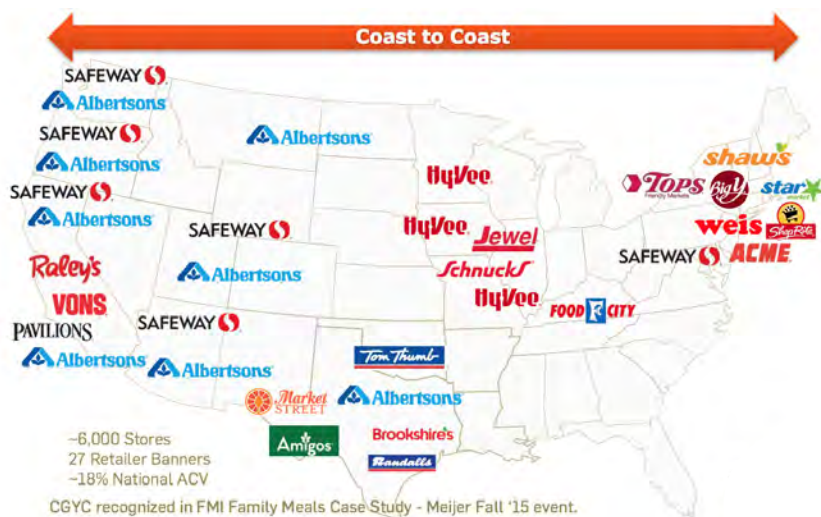 Coast to Coast
SAFEWAY
Albertsons
SAFEWAY
Albertsons
SAFEWAY
Albertsons
Albertsons
HyVee
shaw's
TOPS
Friendly Markets
Big Y
star
market
weis
ShopRite
SAFEWAY
ACME
SAFEWAY
Albertsons
HyVee
Jewel
Schnucks
HyVee
FOOD CITY
Raley's
VONS
PAVILIONS
Albertsons
SAFEWAY
Albertsons
Tom Thumb
Market
STREET
Albertsons
Amigos
Brookshire's
Randalls
~6,000 Stores
27 Retailer Banners
~18% National ACV
CGYC recognized in FMI Family Meals Case Study - Meijer Fall '15 event.